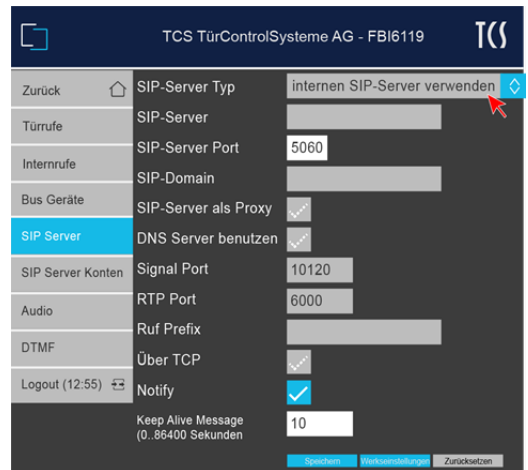 TCS TürControlSysteme AG - FBI6119
TCS
Zurück
Türrufe
Internrufe
Bus Geräte
SIP Server
SIP Server Konten
Audio
DTMF
Logout (12:55)
SIP-Server Typ internen SIP-Server verwenden
SIP-Server
SIP-Server Port 5060
SIP-Domain
SIP-Server als Proxy
DNS Server benutzen
Signal Port 10120
RTP Port 6000
Ruf Prefix
Über TCP
Notify
Keep Alive Message 10
(0..86400 Sekunden
Speichern Werkseinstellungen Zurücksetzen